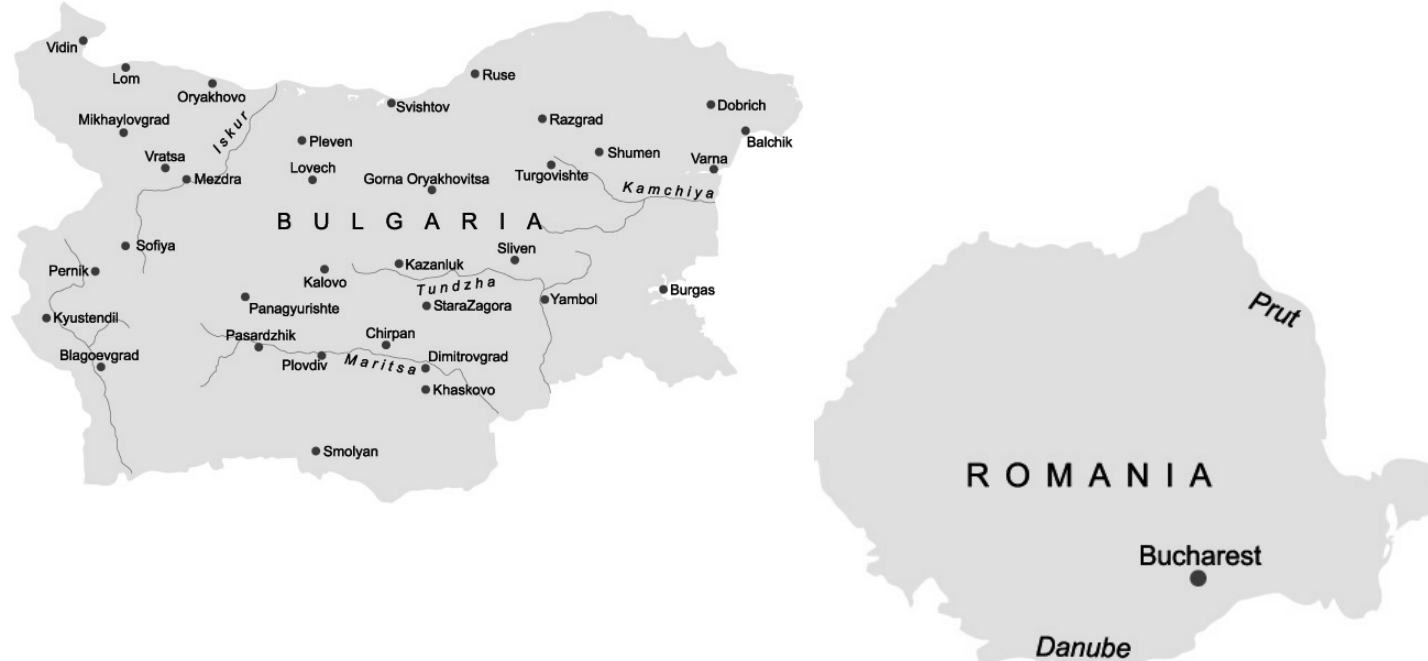 Vidin
Lom
Ruse
Oryakhovo
Svishtov
Dobrich
Mikhaylovgrad
Iskur
Razgrad
Pleven
Balchik
Vratsa
Shumen
Varna
Lovech
Mezdra
Gorna Oryakhovitsa
Turgovishte
Kamchiya
BULGARIA
Sofiya
Sliven
Pernik
Kazanluk
Kalovo
Tundzha
Burgas
Panagyurishte
StaraZagora
Yambol
Kyustendil
Pasardzhik
Chirpan
Blagoevgrad
Plovdiv
Maritsa
Dimitrovgrad
Khaskovo
Smolyan
Prut
ROMANIA
Bucharest
Danube